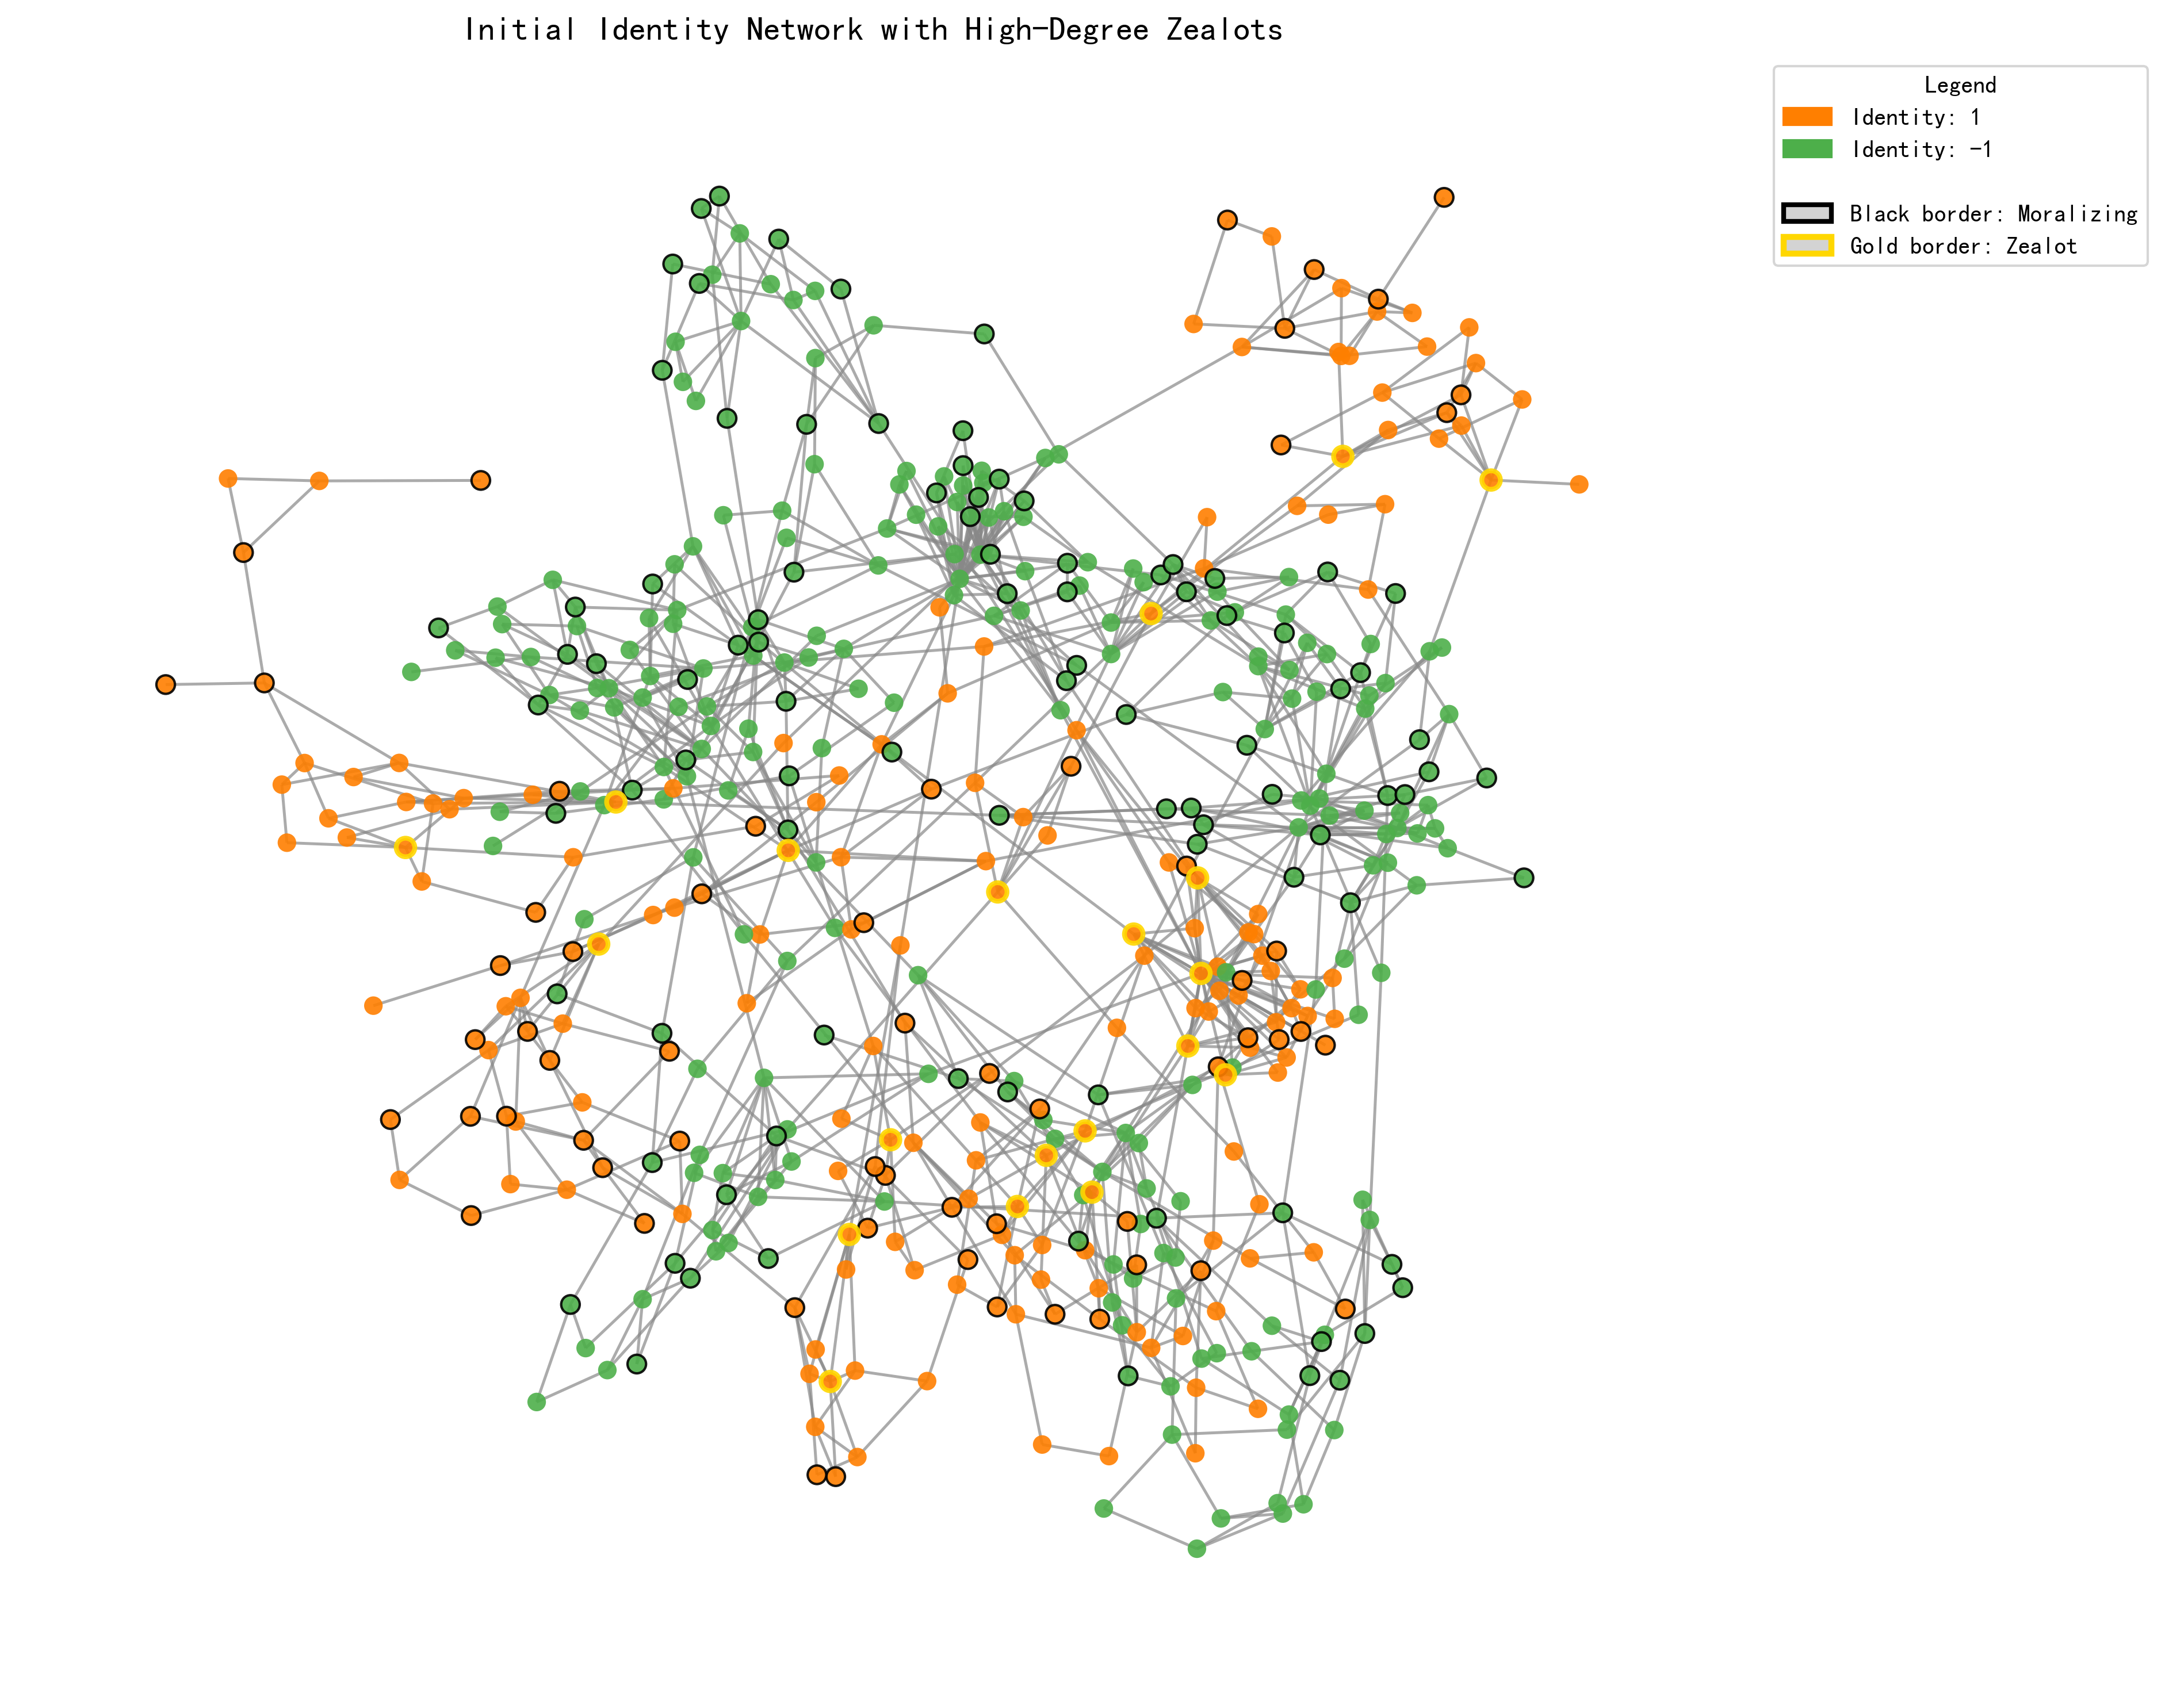 Initial Identity Network with High-Degree Zealots
Legend
Identity: 1
Identity: -1
Black border: Moralizing
Gold border: Zealot